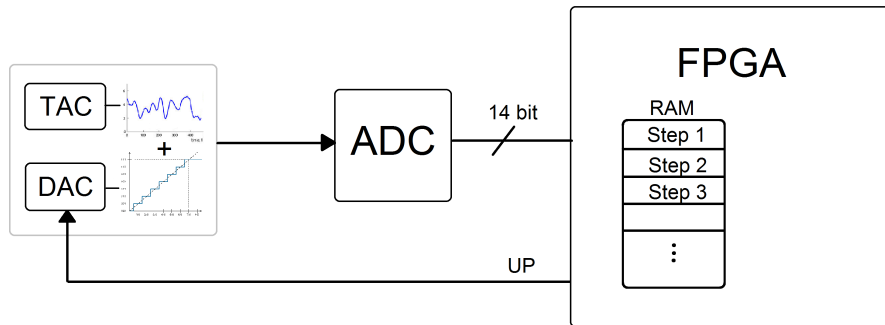 FPGA
RAM
Step 1
Step 2
Step 3
TAC
+
DAC
ADC
14 bit
UP